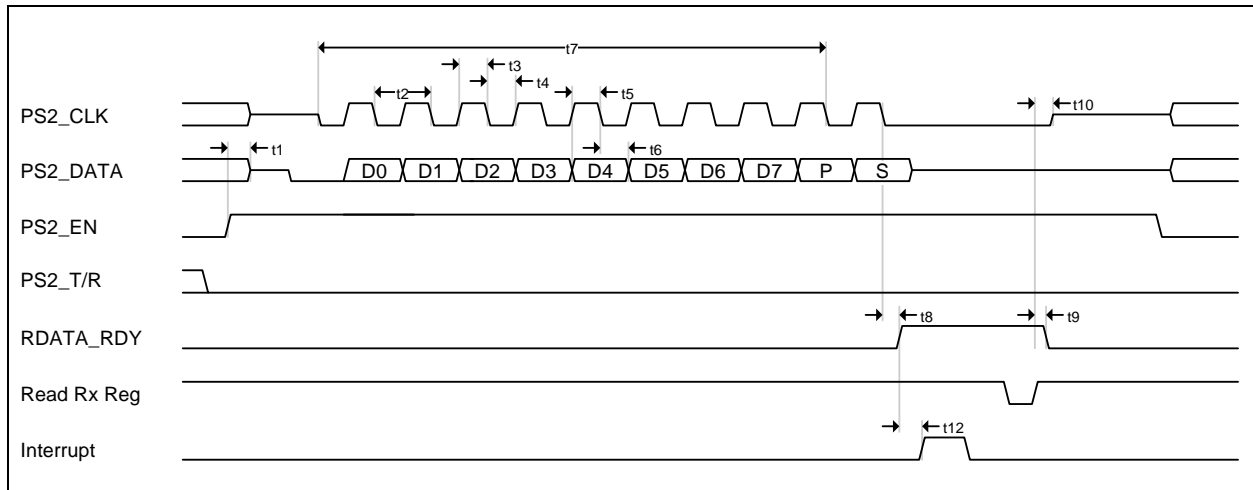 t7
t3
t4
PS2_CLK
t2
t5
t10
t1
t6
PS2_DATA
D0 D1 D2 D3 D4 D5 D6 D7 P S
PS2_EN
PS2_T/R
RDATA_RDY
t8
t9
Read Rx Reg
t12
Interrupt